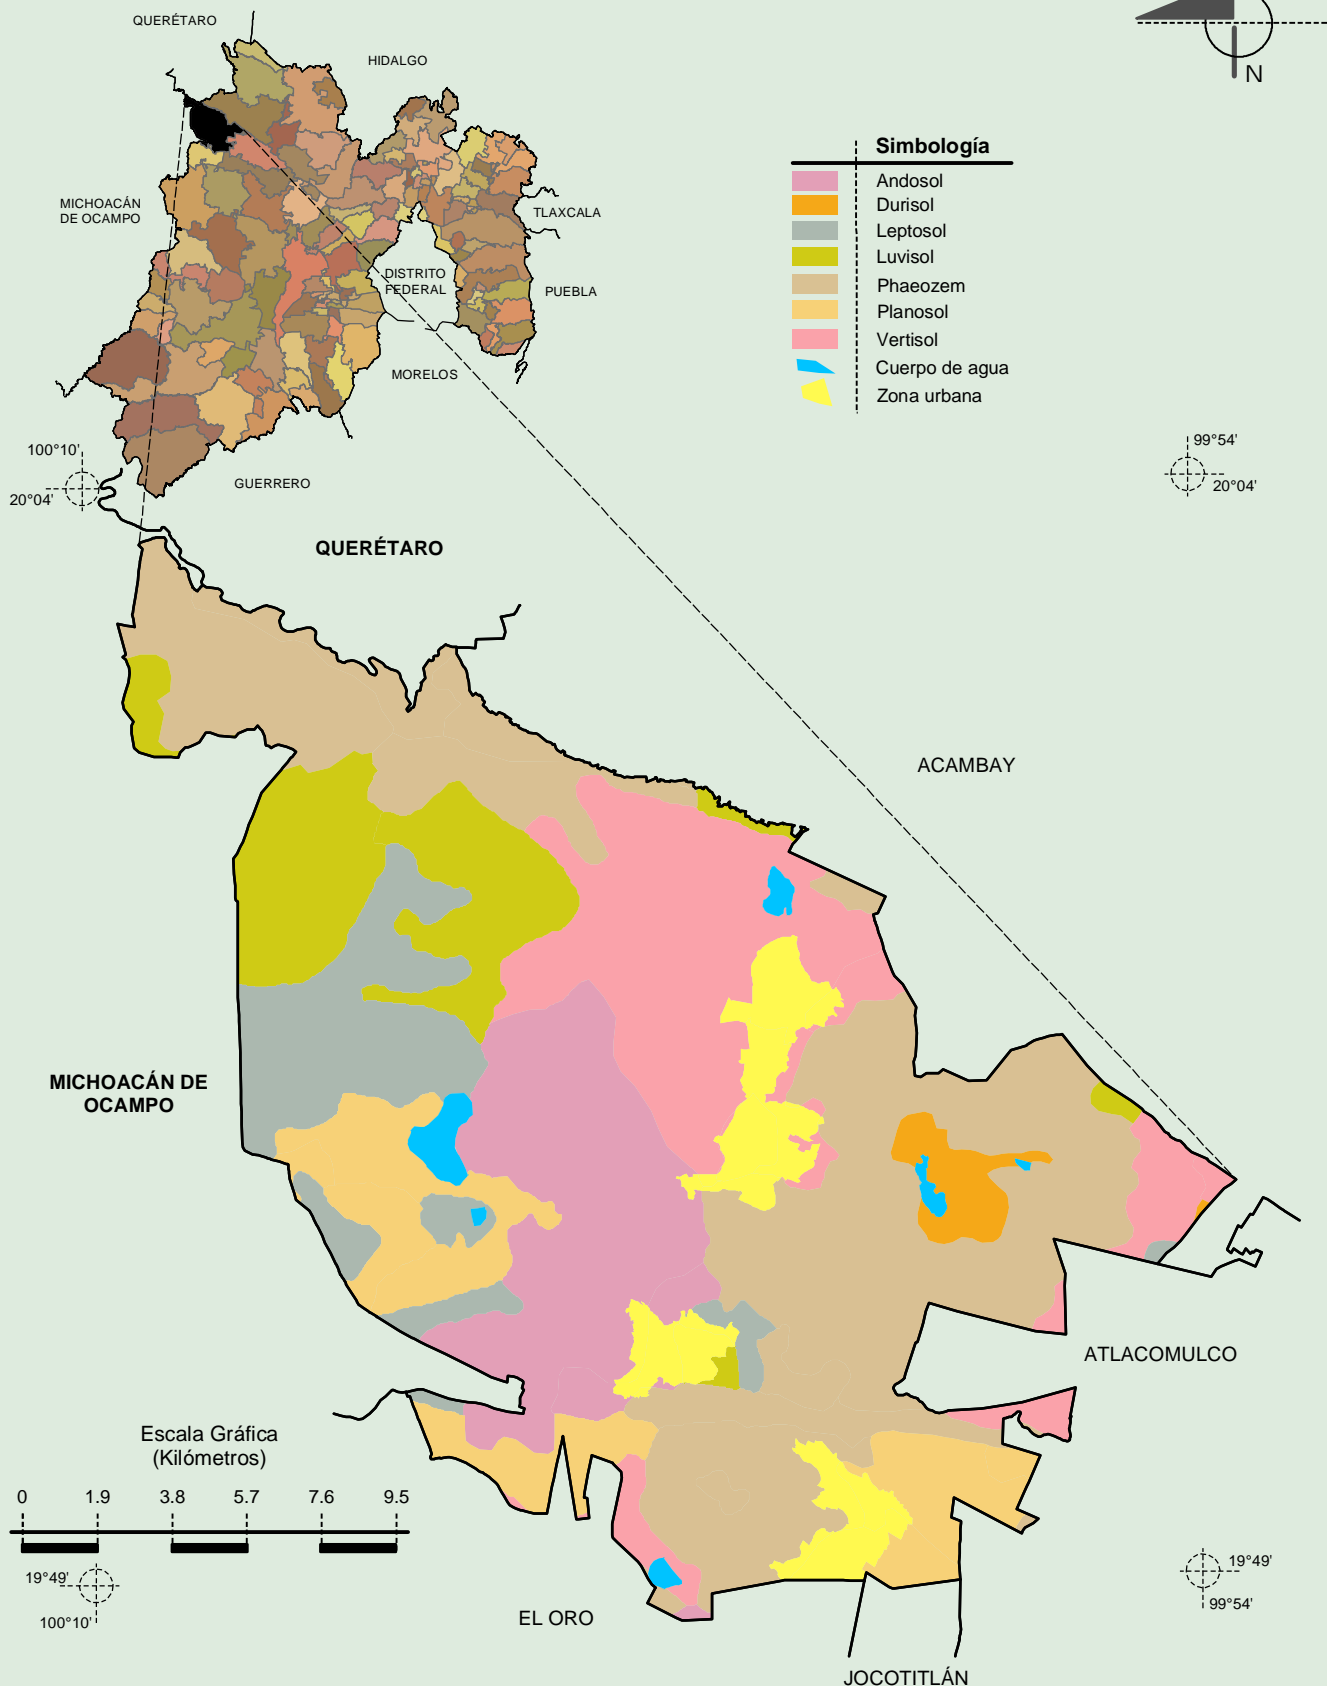 QUERÉTARO
HIDALGO
N
MICHOACÁN
DE OCAMPO
TLAXCALA
DISTRITO
FEDERAL
PUEBLA
MORELOS
GUERRERO
Simbología
Andosol
Durisol
Leptosol
Luvisol
Phaeozem
Planosol
Vertisol
Cuerpo de agua
Zona urbana
100°10'
20°04'
99°54'
20°04'
QUERÉTARO
ACAMBAY
MICHOACÁN DE
OCAMPO
ATLACOMULCO
Escala Gráfica
(Kilómetros)
0 1.9 3.8 5.7 7.6 9.5
19°49'
100°10'
19°49'
99°54'
EL ORO
JOCOTITLÁN